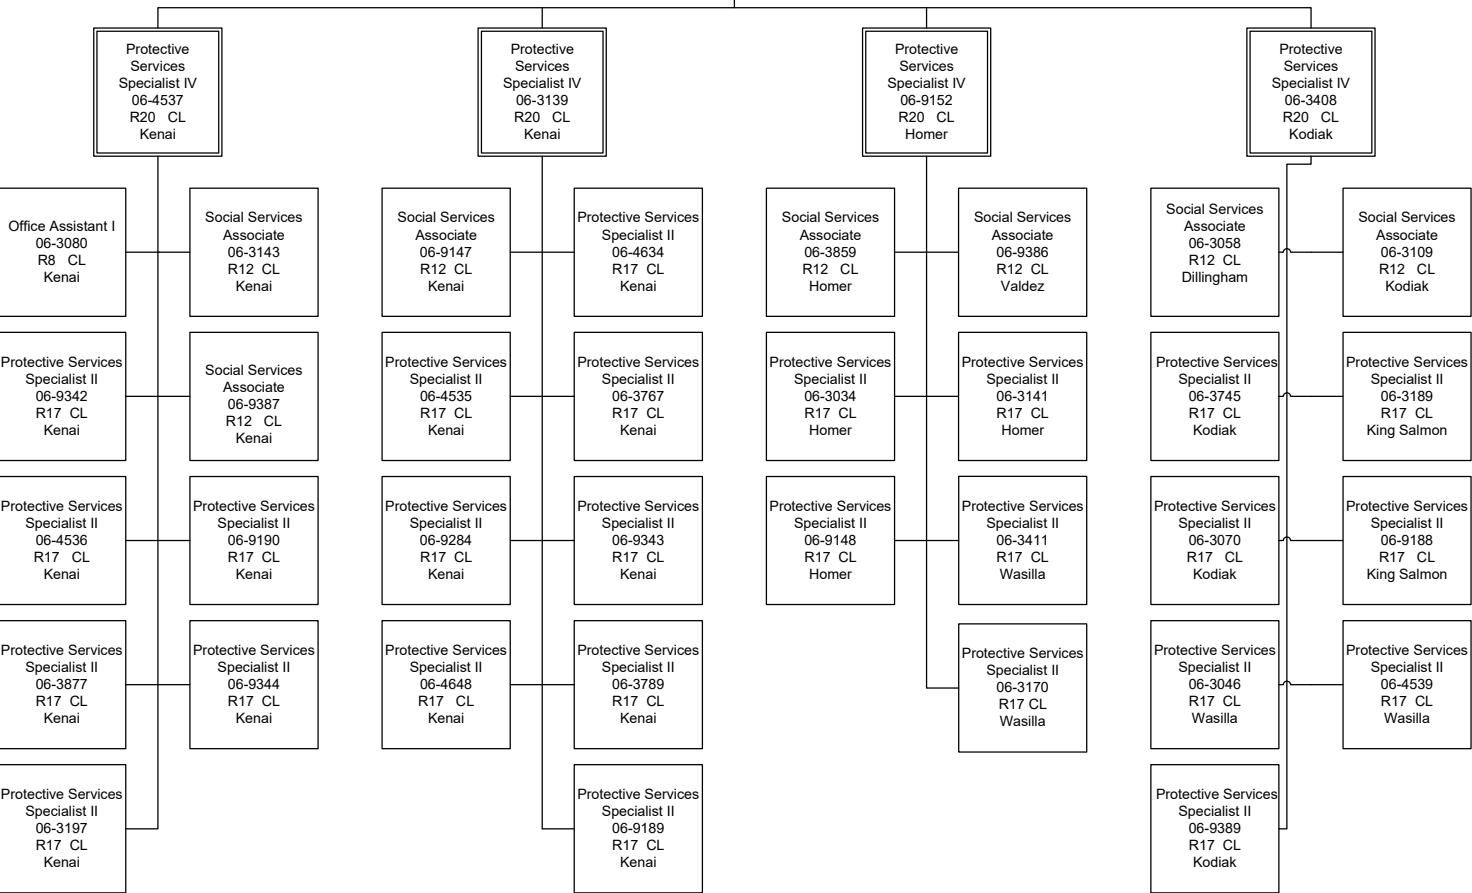 Protective
Services
Specialist IV
06-4537
R20 CL
Kenai
Protective
Services
Specialist IV
06-3139
R20 CL
Kenai
Protective
Services
Specialist IV
06-9152
R20 CL
Homer
Protective
Services
Specialist IV
06-3408
R20 CL
Kodiak
Office Assistant I
06-3080
R8 CL
Kenai
Social Services
Associate
06-3143
R12 CL
Kenai
Social Services
Associate
06-9147
R12 CL
Kenai
Protective Services
Specialist II
06-4634
R17 CL
Kenai
Social Services
Associate
06-3859
R12 CL
Homer
Social Services
Associate
06-9386
R12 CL
Valdez
Social Services
Associate
06-3058
R12 CL
Dillingham
Social Services
Associate
06-3109
R12 CL
Kodiak
Protective Services
Specialist II
06-9342
R17 CL
Kenai
Social Services
Associate
06-9387
R12 CL
Kenai
Protective Services
Specialist II
06-4535
R17 CL
Kenai
Protective Services
Specialist II
06-3767
R17 CL
Kenai
Protective Services
Specialist II
06-3034
R17 CL
Homer
Protective Services
Specialist II
06-3141
R17 CL
Homer
Protective Services
Specialist II
06-3745
R17 CL
Kodiak
Protective Services
Specialist II
06-3189
R17 CL
King Salmon
Protective Services
Specialist II
06-4536
R17 CL
Kenai
Protective Services
Specialist II
06-9190
R17 CL
Kenai
Protective Services
Specialist II
06-9284
R17 CL
Kenai
Protective Services
Specialist II
06-9343
R17 CL
Kenai
Protective Services
Specialist II
06-9148
R17 CL
Homer
Protective Services
Specialist II
06-3411
R17 CL
Wasilla
Protective Services
Specialist II
06-3070
R17 CL
Kodiak
Protective Services
Specialist II
06-9188
R17 CL
King Salmon
Protective Services
Specialist II
06-3877
R17 CL
Kenai
Protective Services
Specialist II
06-9344
R17 CL
Kenai
Protective Services
Specialist II
06-4648
R17 CL
Kenai
Protective Services
Specialist II
06-3789
R17 CL
Kenai
Protective Services
Specialist II
06-3170
R17 CL
Wasilla
Protective Services
Specialist II
06-3046
R17 CL
Wasilla
Protective Services
Specialist II
06-4539
R17 CL
Wasilla
Protective Services
Specialist II
06-3197
R17 CL
Kenai
Protective Services
Specialist II
06-9189
R17 CL
Kenai
Protective Services
Specialist II
06-9389
R17 CL
Kodiak